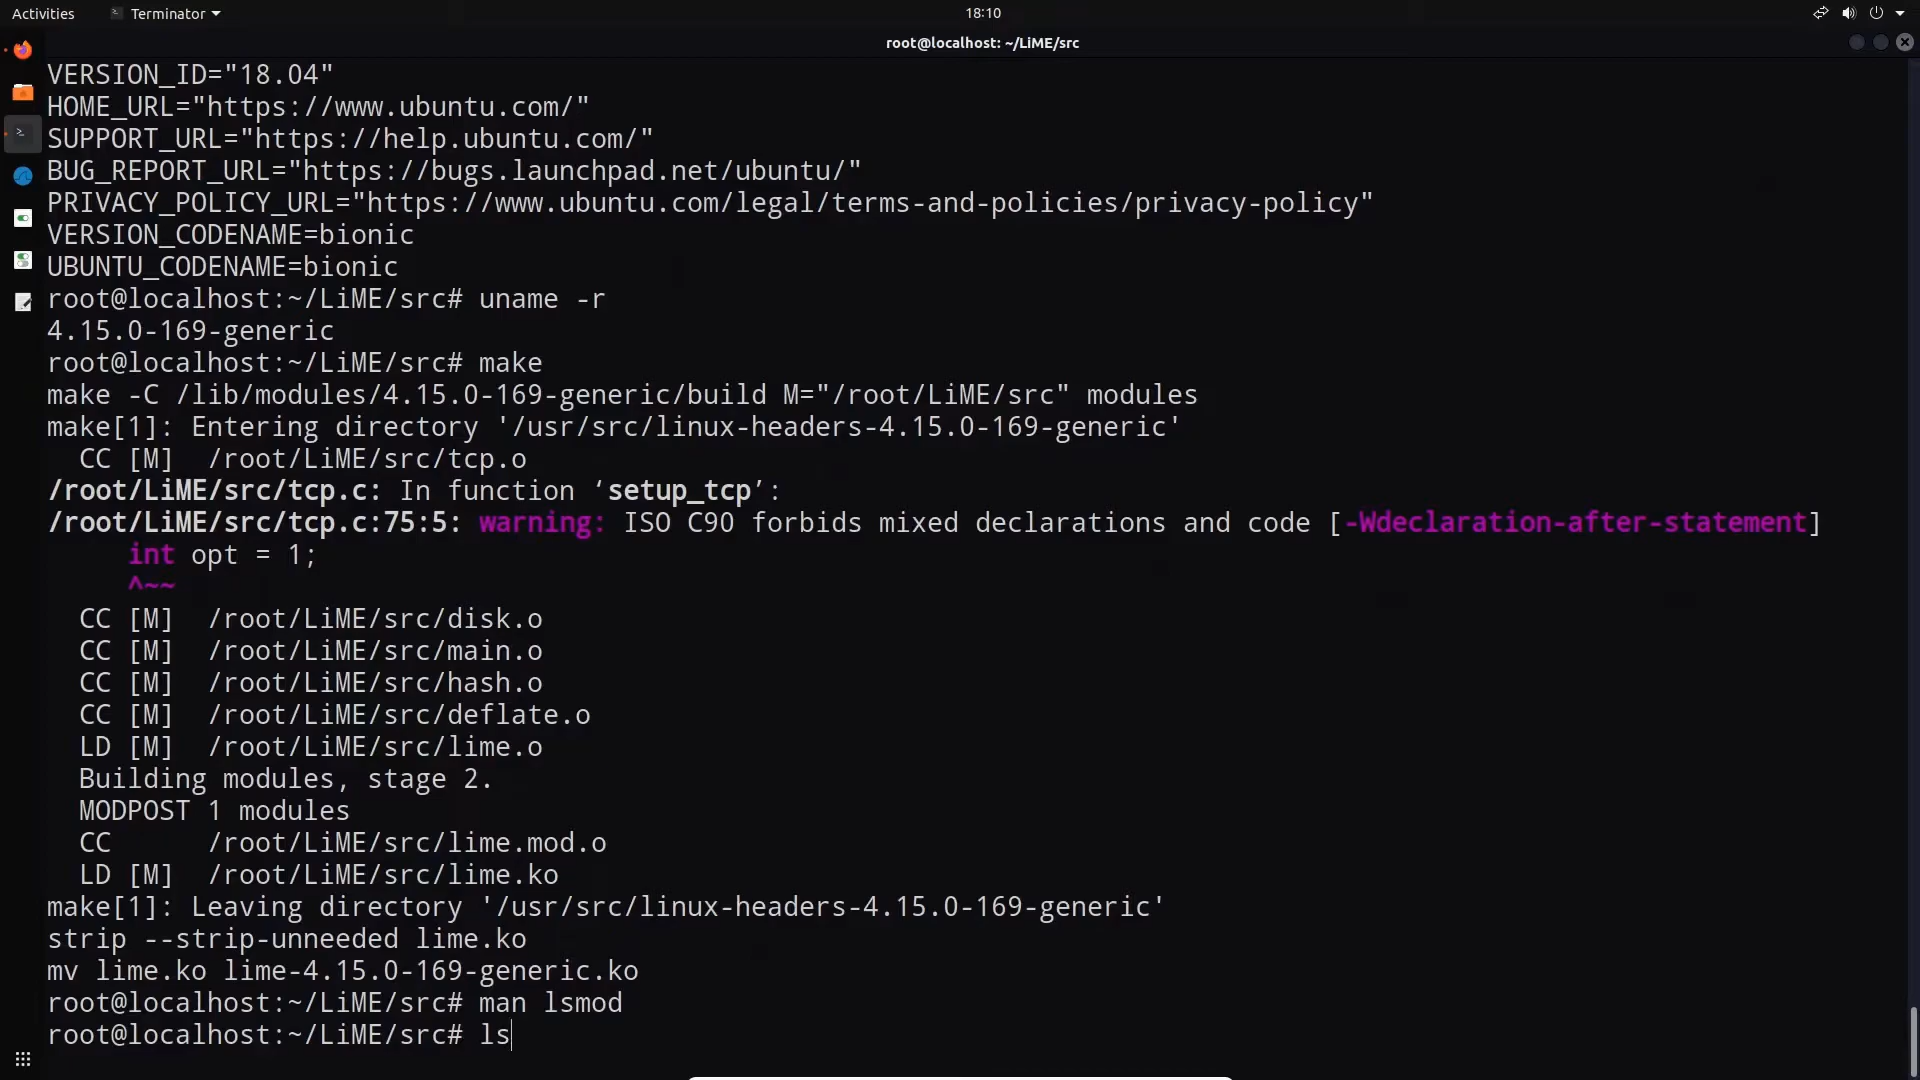 Activities Terminator 18:10
root@localhost: ~/LiME/src
VERSION_ID="18.04"
HOME_URL="https://www.ubuntu.com/"
SUPPORT_URL="https://help.ubuntu.com/"
BUG_REPORT_URL="https://bugs.launchpad.net/ubuntu/"
PRIVACY_POLICY_URL="https://www.ubuntu.com/legal/terms-and-policies/privacy-policy"
VERSION_CODENAME=bionic
UBUNTU_CODENAME=bionic
root@localhost:~/LiME/src# uname -r
4.15.0-169-generic
root@localhost:~/LiME/src# make
make -C /lib/modules/4.15.0-169-generic/build M="/root/LiME/src" modules
make[1]: Entering directory '/usr/src/linux-headers-4.15.0-169-generic'
  CC [M]  /root/LiME/src/tcp.o
/root/LiME/src/tcp.c: In function ‘setup_tcp’:
/root/LiME/src/tcp.c:75:5: warning: ISO C90 forbids mixed declarations and code [-Wdeclaration-after-statement]
     int opt = 1;
     ^~~
  CC [M]  /root/LiME/src/disk.o
  CC [M]  /root/LiME/src/main.o
  CC [M]  /root/LiME/src/hash.o
  CC [M]  /root/LiME/src/deflate.o
  LD [M]  /root/LiME/src/lime.o
  Building modules, stage 2.
  MODPOST 1 modules
  CC      /root/LiME/src/lime.mod.o
  LD [M]  /root/LiME/src/lime.ko
make[1]: Leaving directory '/usr/src/linux-headers-4.15.0-169-generic'
strip --strip-unneeded lime.ko
mv lime.ko lime-4.15.0-169-generic.ko
root@localhost:~/LiME/src# man lsmod
root@localhost:~/LiME/src# ls